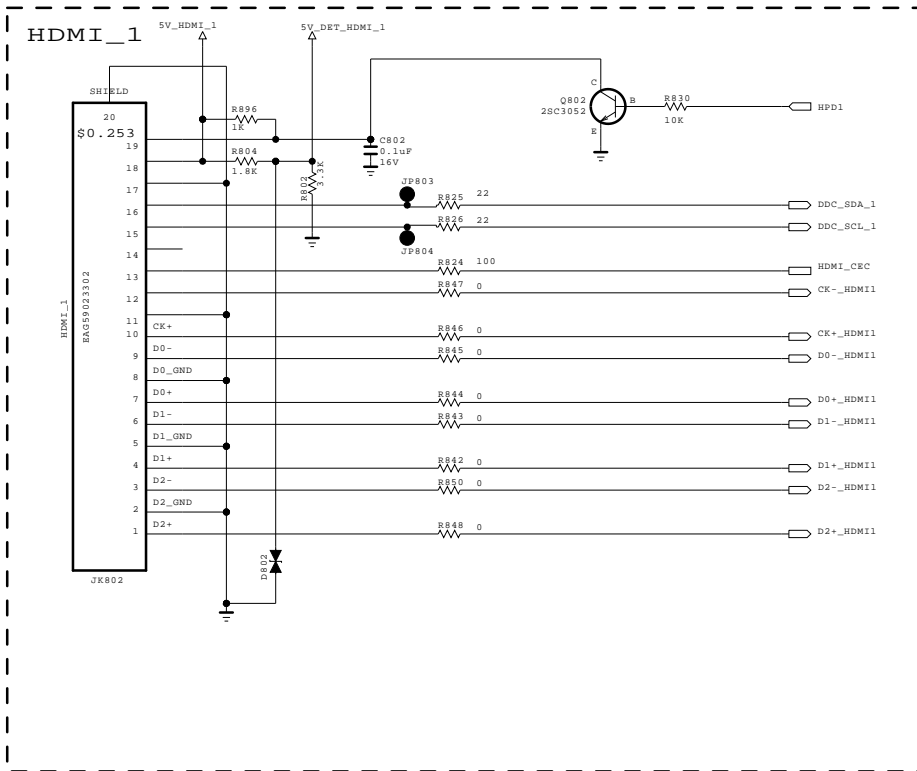 HDMI_1
5V_HDMI_1
5V_DET_HDMI_1
SHIELD
20
$0.253
19
18
17
16
15
14
13
12
11
10
9
8
7
6
5
4
3
2
1
CK+
D0-
D0_GND
D0+
D1-
D1_GND
D1+
D2-
D2_GND
D2+
HDMI_1
EAG59023302
JK802
R896
1K
R804
1.8K
R802
3.3K
C802
0.1uF
16V
D802
JP803
JP804
C
Q802
2SC3052
B
E
R830
10K
HPD1
R825 22
DDC_SDA_1
R826 22
DDC_SCL_1
R824 100
HDMI_CEC
R847 0
CK-_HDMI1
R846 0
CK+_HDMI1
R845 0
D0-_HDMI1
R844 0
D0+_HDMI1
R843 0
D1-_HDMI1
R842 0
D1+_HDMI1
R850 0
D2-_HDMI1
R848 0
D2+_HDMI1